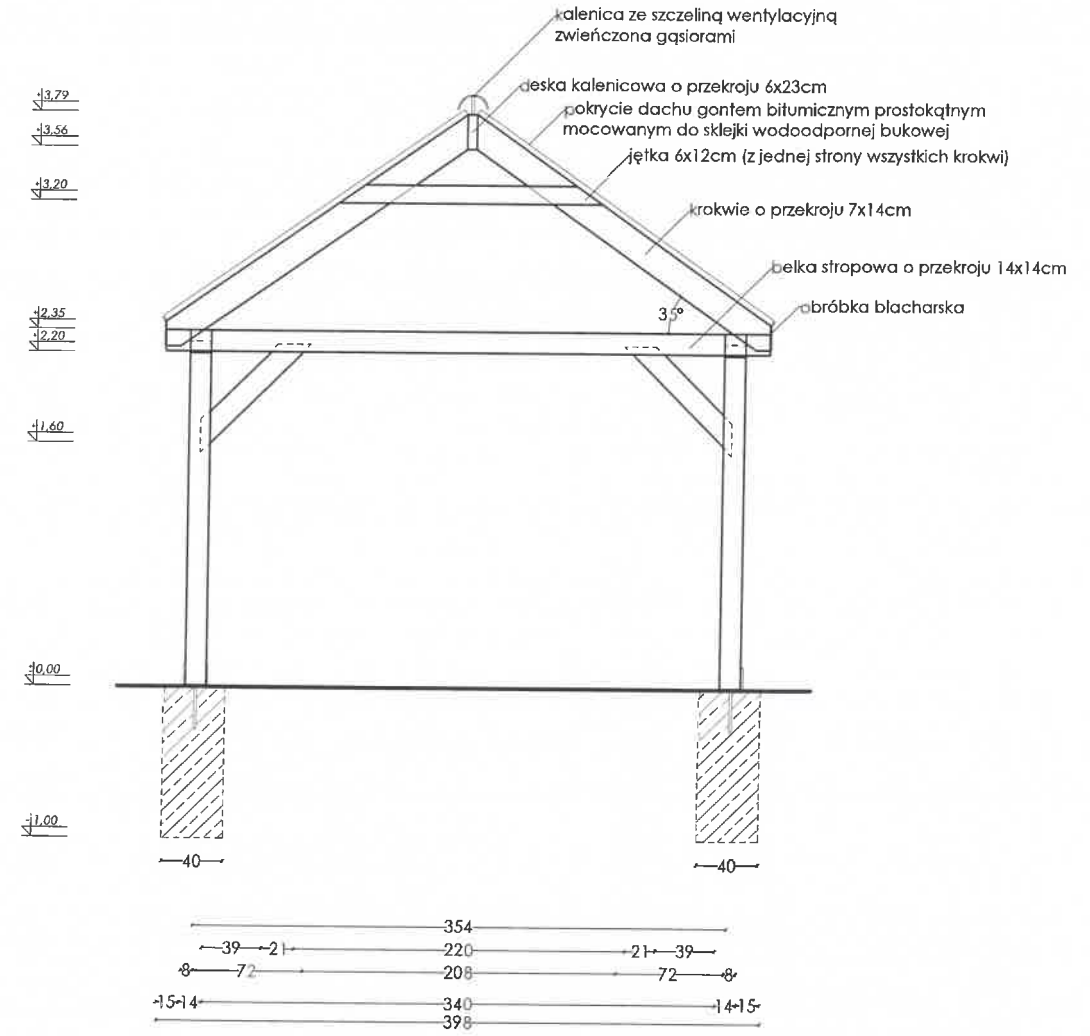 kalenica ze szczeliną wentylacyjną
zwieńczona gąsiorami
deska kalenicowa o przekroju 6x23cm
pokrycie dachu gontem bitumicznym prostokątnym
mocowanym do sklejki wodoodpornej bukowej
jętka 6x12cm (z jednej strony wszystkich krokwi)
krokwie o przekroju 7x14cm
belka stropowa o przekroju 14x14cm
obróbka blacharska
35°
+3,79
+3,56
+3,20
+2,35
+2,20
+1,60
±0,00
-1,00
40 40
354
39 21 220 21 39
8 72 208 72 8
15 14 340 14 15
398